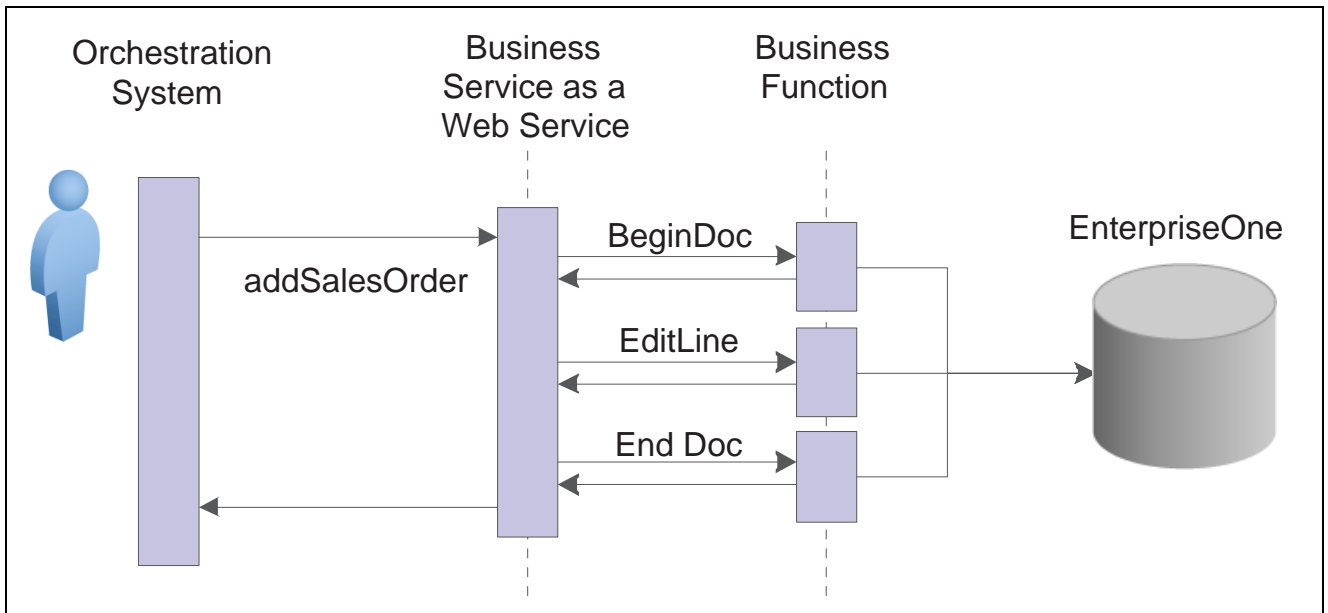 Orchestration
System
Business
Service as a
Web Service
Business
Function
BeginDoc
EnterpriseOne
addSalesOrder
EditLine
End Doc